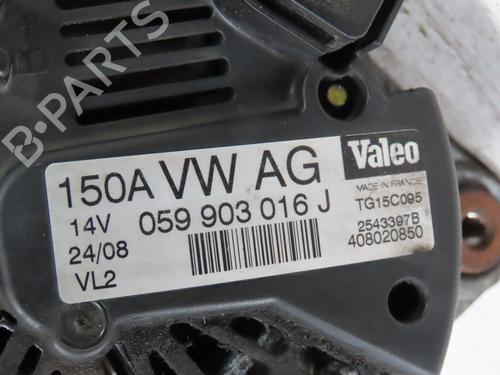 B-PARTS
150A VW AG
Valeo
MADE IN FRANCE
14V 059 903 016 J
TG15C095
24/08
2543397B
408020850
VL2